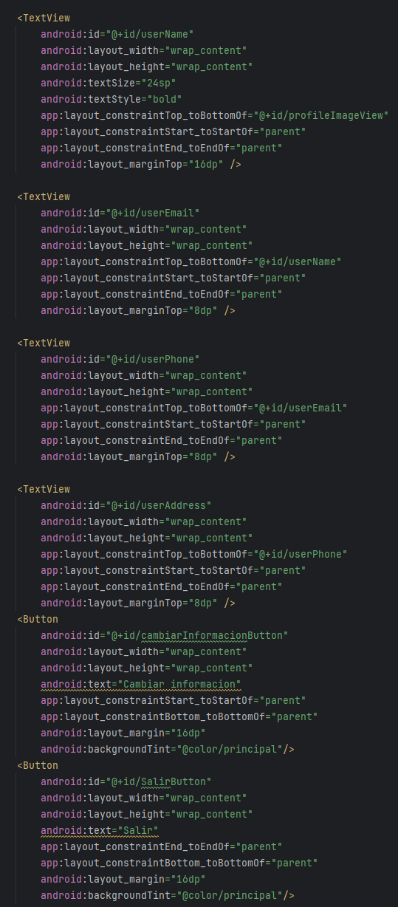 <TextView
    android:id="@+id/userName"
    android:layout_width="wrap_content"
    android:layout_height="wrap_content"
    android:textSize="24sp"
    android:textStyle="bold"
    app:layout_constraintTop_toBottomOf="@+id/profileImageView"
    app:layout_constraintStart_toStartOf="parent"
    app:layout_constraintEnd_toEndOf="parent"
    android:layout_marginTop="16dp" />

<TextView
    android:id="@+id/userEmail"
    android:layout_width="wrap_content"
    android:layout_height="wrap_content"
    app:layout_constraintTop_toBottomOf="@+id/userName"
    app:layout_constraintStart_toStartOf="parent"
    app:layout_constraintEnd_toEndOf="parent"
    android:layout_marginTop="8dp" />

<TextView
    android:id="@+id/userPhone"
    android:layout_width="wrap_content"
    android:layout_height="wrap_content"
    app:layout_constraintTop_toBottomOf="@+id/userEmail"
    app:layout_constraintStart_toStartOf="parent"
    app:layout_constraintEnd_toEndOf="parent"
    android:layout_marginTop="8dp" />

<TextView
    android:id="@+id/userAddress"
    android:layout_width="wrap_content"
    android:layout_height="wrap_content"
    app:layout_constraintTop_toBottomOf="@+id/userPhone"
    app:layout_constraintStart_toStartOf="parent"
    app:layout_constraintEnd_toEndOf="parent"
    android:layout_marginTop="8dp" />
<Button
    android:id="@+id/cambiarInformacionButton"
    android:layout_width="wrap_content"
    android:layout_height="wrap_content"
    android:text="Cambiar informacion"
    app:layout_constraintStart_toStartOf="parent"
    app:layout_constraintBottom_toBottomOf="parent"
    android:layout_margin="16dp"
    android:backgroundTint="@color/principal"/>
<Button
    android:id="@+id/SalirButton"
    android:layout_width="wrap_content"
    android:layout_height="wrap_content"
    android:text="Salir"
    app:layout_constraintEnd_toEndOf="parent"
    app:layout_constraintBottom_toBottomOf="parent"
    android:layout_margin="16dp"
    android:backgroundTint="@color/principal"/>